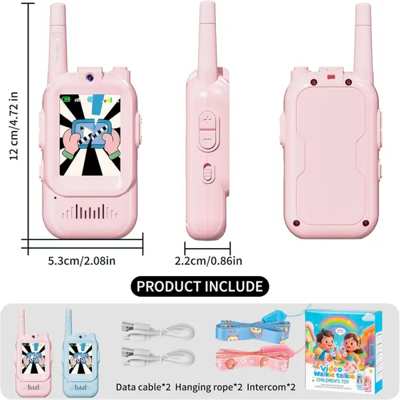 12 cm/4.72 in
5.3cm/2.08in
2.2cm/0.86in
PRODUCT INCLUDE
video
walkie talkie
CHILDREN'S TOY
Data cable*2 Hanging rope*2 Intercom*2